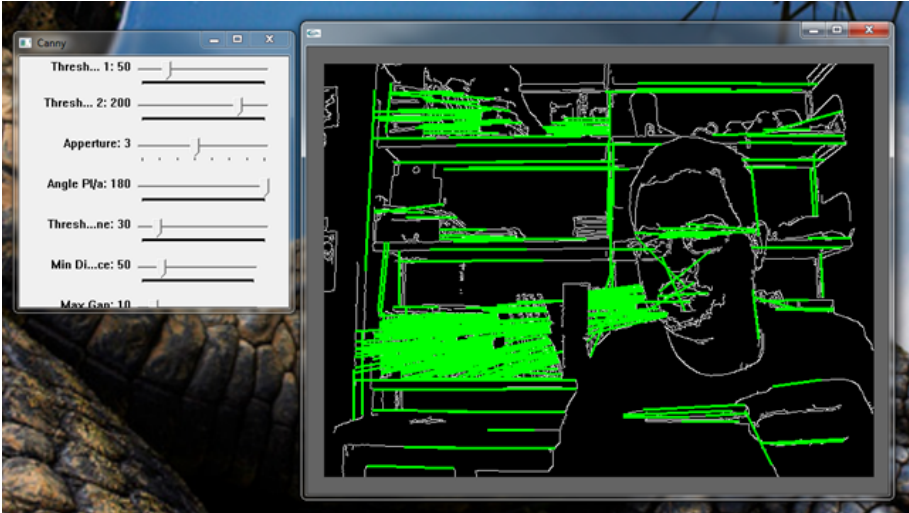 Canny
Thresh... 1: 50
Thresh... 2: 200
Apperture: 3
Angle Pl/a: 180
Thresh...ne: 30
Min Di...ce: 50
Max Gap: 10